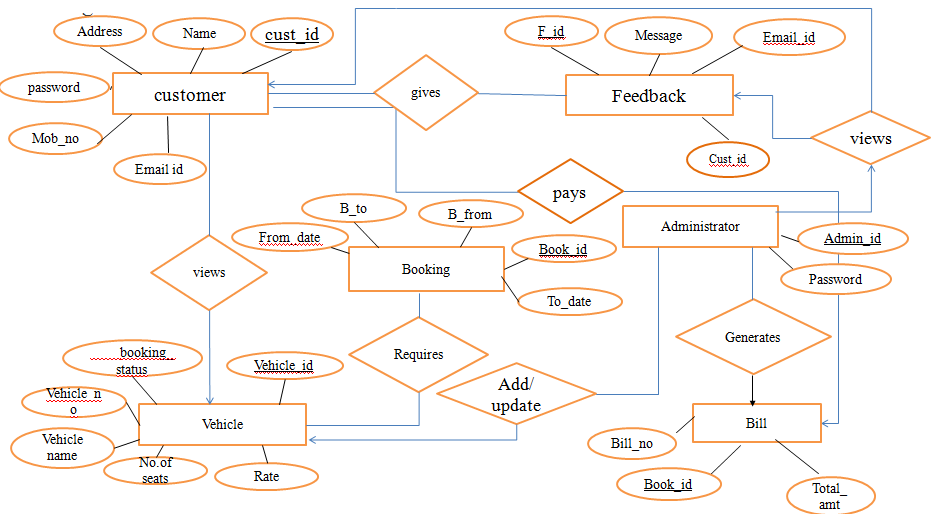 Address
Name
cust_id
F_id
Message
Email_id
password
customer
gives
Feedback
Mob_no
views
Email id
Cust_id
pays
B_to
B_from
From_date
Administrator
Admin_id
Book_id
views
Booking
Password
To_date
Generates
Requires
booking_
status
Vehicle_id
Add/
update
Vehicle_n
o
Vehicle
Bill
Vehicle
name
Bill_no
No.of
seats
Rate
Book_id
Total_
amt